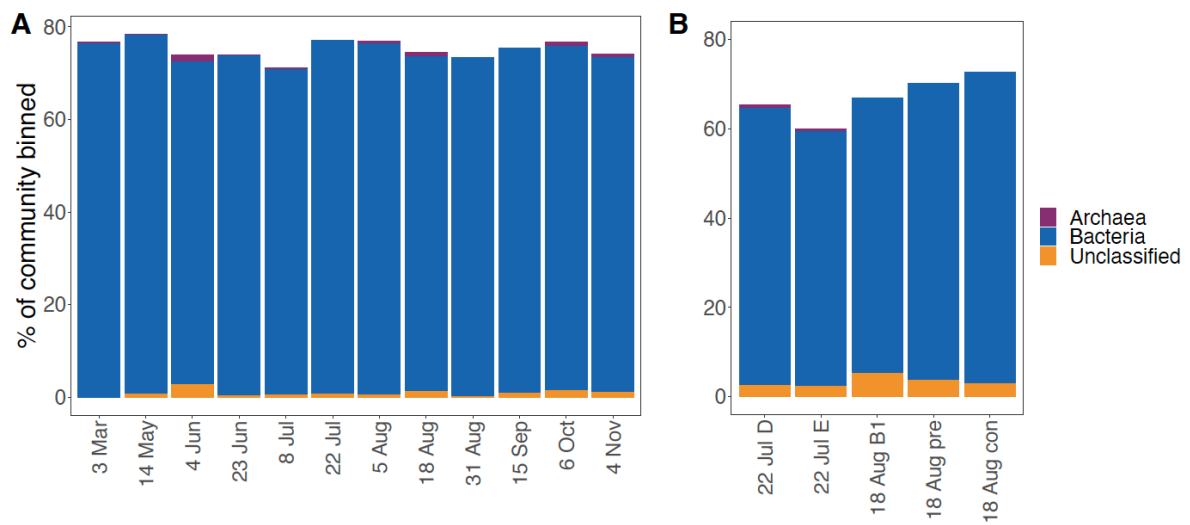 A
% of community binned
80
60
40
20
0
3 Mar
14 May
4 Jun
23 Jun
8 Jul
22 Jul
5 Aug
18 Aug
31 Aug
15 Sep
6 Oct
4 Nov
B
80
60
40
20
0
22 Jul D
22 Jul E
18 Aug B1
18 Aug pre
18 Aug con
Archaea
Bacteria
Unclassified